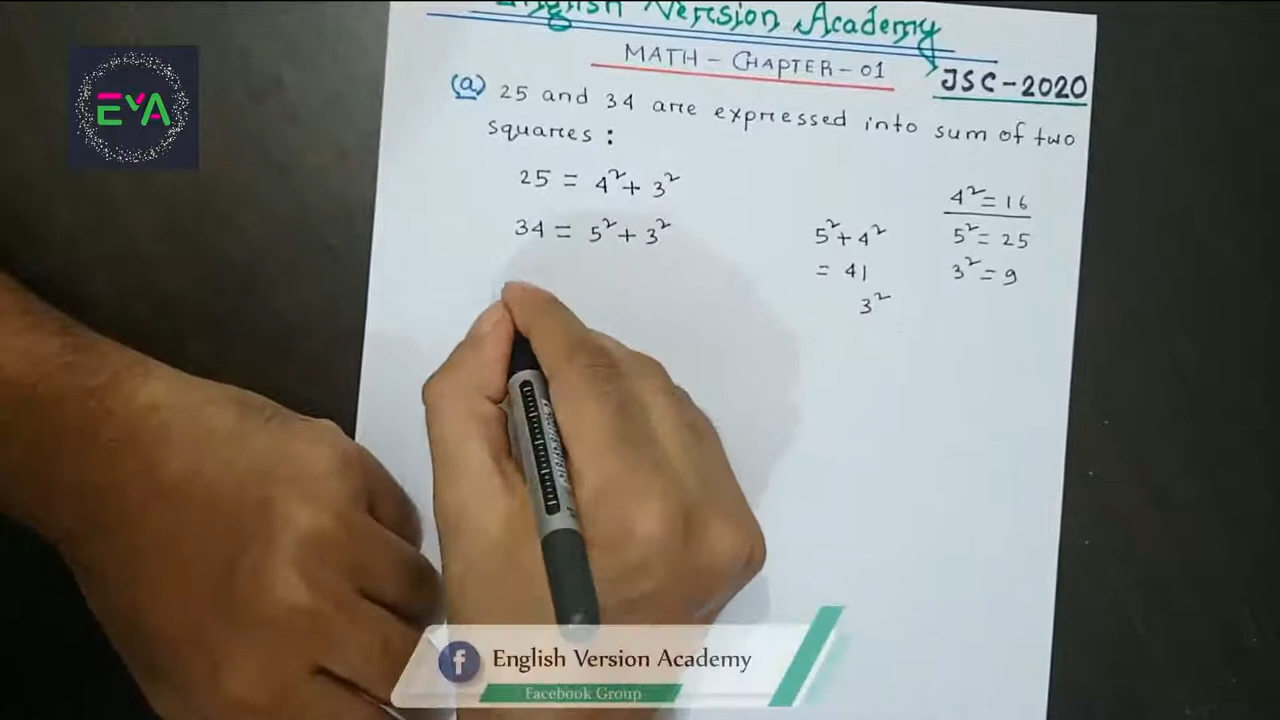 English Version Academy
EVA
MATH - CHAPTER - 01
JSC - 2020
(a) 25 and 34 are expressed into sum of two
squares :
25 = 4² + 3²
34 = 5² + 3²
5² + 4²
= 41
3²
4² = 16
5² = 25
3² = 9
English Version Academy
Facebook Group